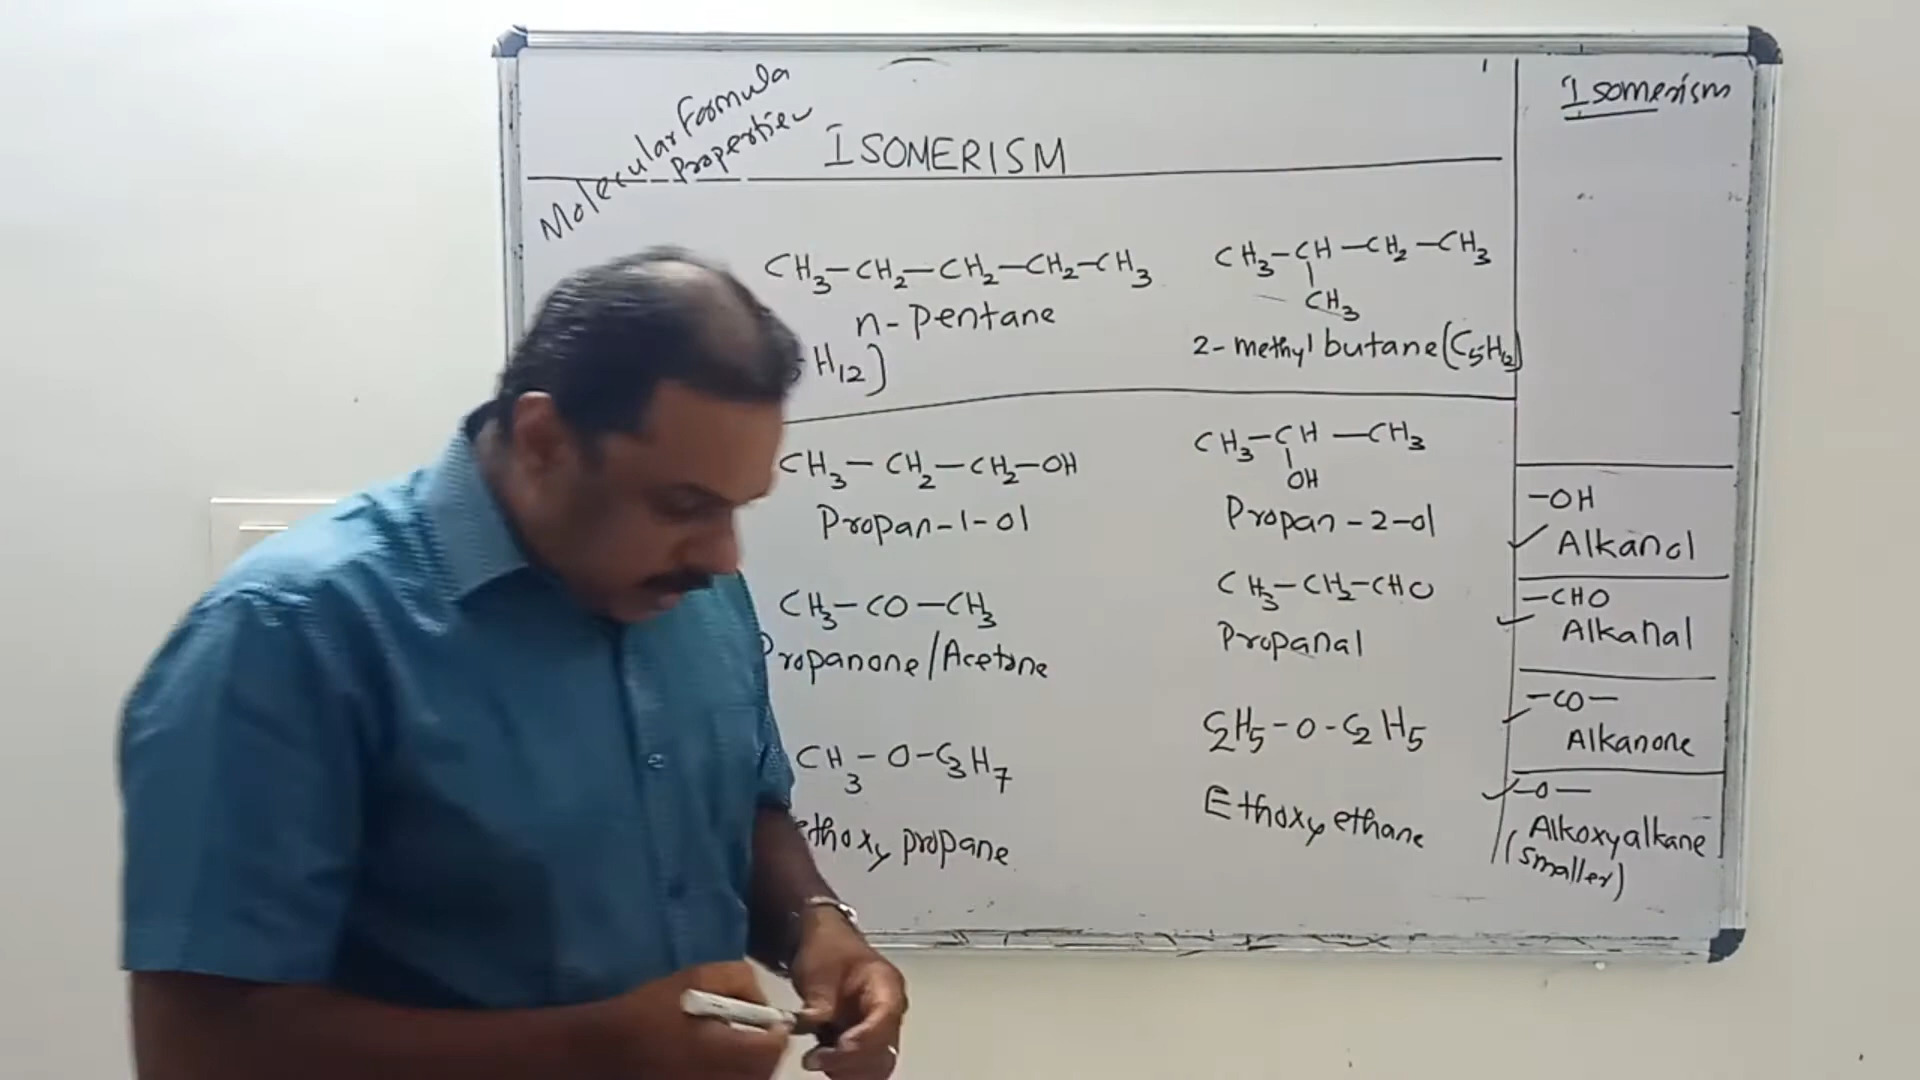 Molecular Formula
Properties
ISOMERISM
CH3-CH2-CH2-CH2-CH3
n-Pentane
H12)
CH3-CH-CH2-CH3
|
CH3
2-methyl butane (C5H12)
CH3-CH2-CH2-OH
Propan-1-ol
CH3-CH-CH3
|
OH
Propan-2-ol
CH3-CO-CH3
Propanone/Acetone
CH3-CH2-CHO
Propanal
CH3-O-C3H7
ethoxy propane
C2H5-O-C2H5
Ethoxy ethane
Isomerism
-OH
Alkanol
-CHO
Alkanal
-CO-
Alkanone
-O-
Alkoxyalkane
(smaller)